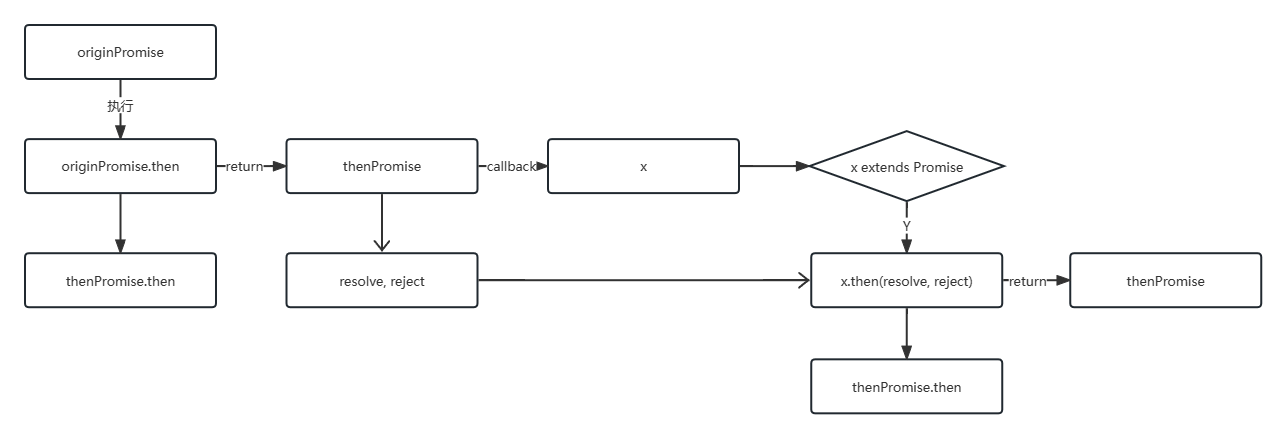 originPromise
执行
originPromise.then
return
thenPromise
callback
x
x extends Promise
Y
thenPromise.then
resolve, reject
x.then(resolve, reject)
return
thenPromise
thenPromise.then